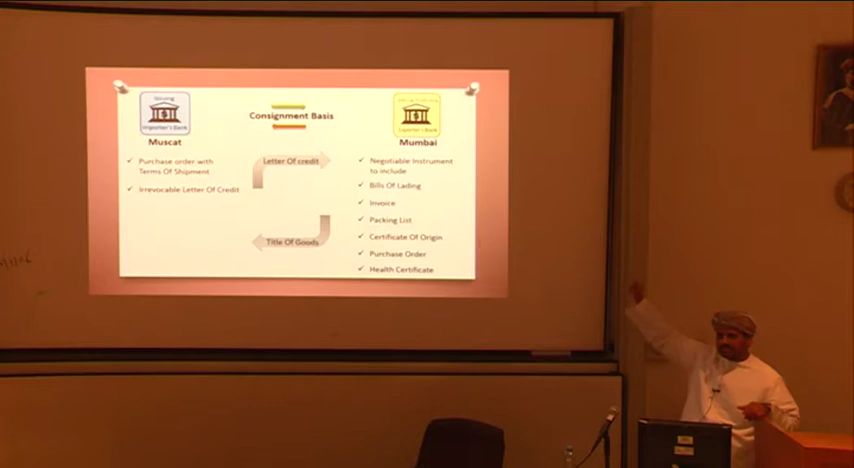 Issuing
Importer's Bank
Muscat
✓ Purchase order with
Terms Of Shipment
✓ Irrevocable Letter Of Credit
Consignment Basis
Letter Of credit
Title Of Goods
Exporter's Bank
Mumbai
✓ Negotiable Instrument
to include
✓ Bills Of Lading
✓ Invoice
✓ Packing List
✓ Certificate Of Origin
✓ Purchase Order
✓ Health Certificate